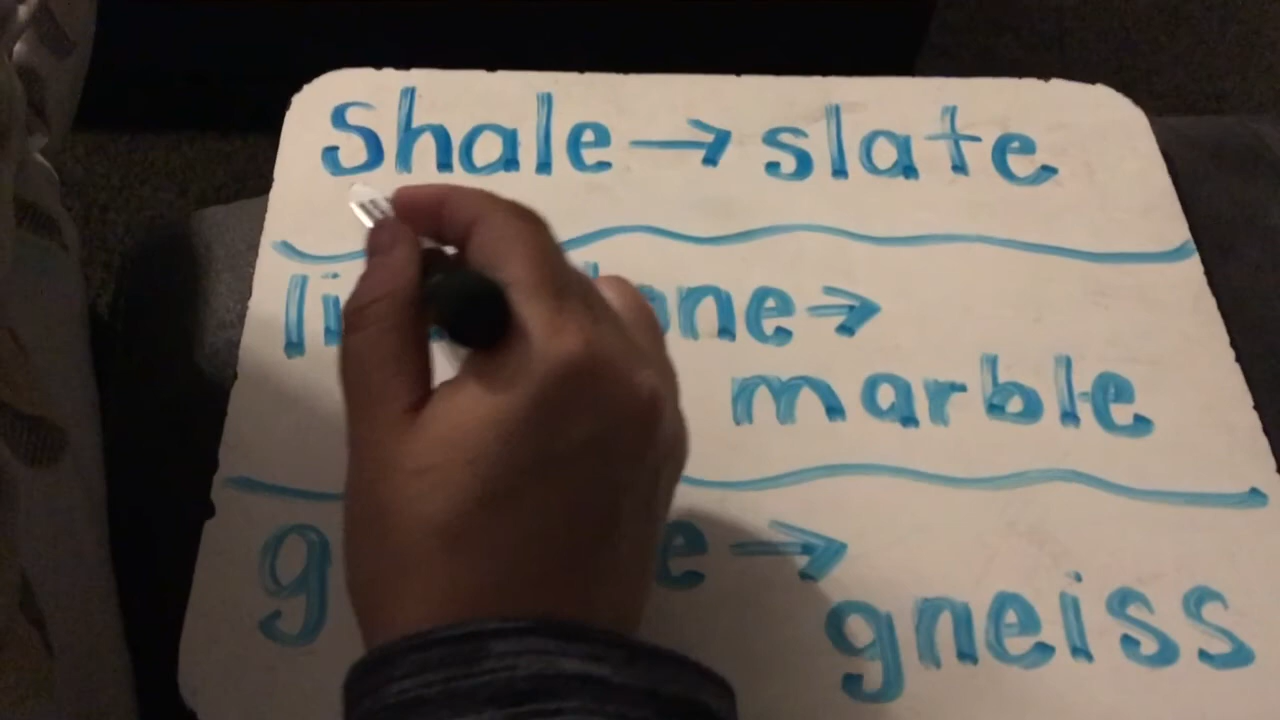 Shale → slate
→
marble
→
gneiss